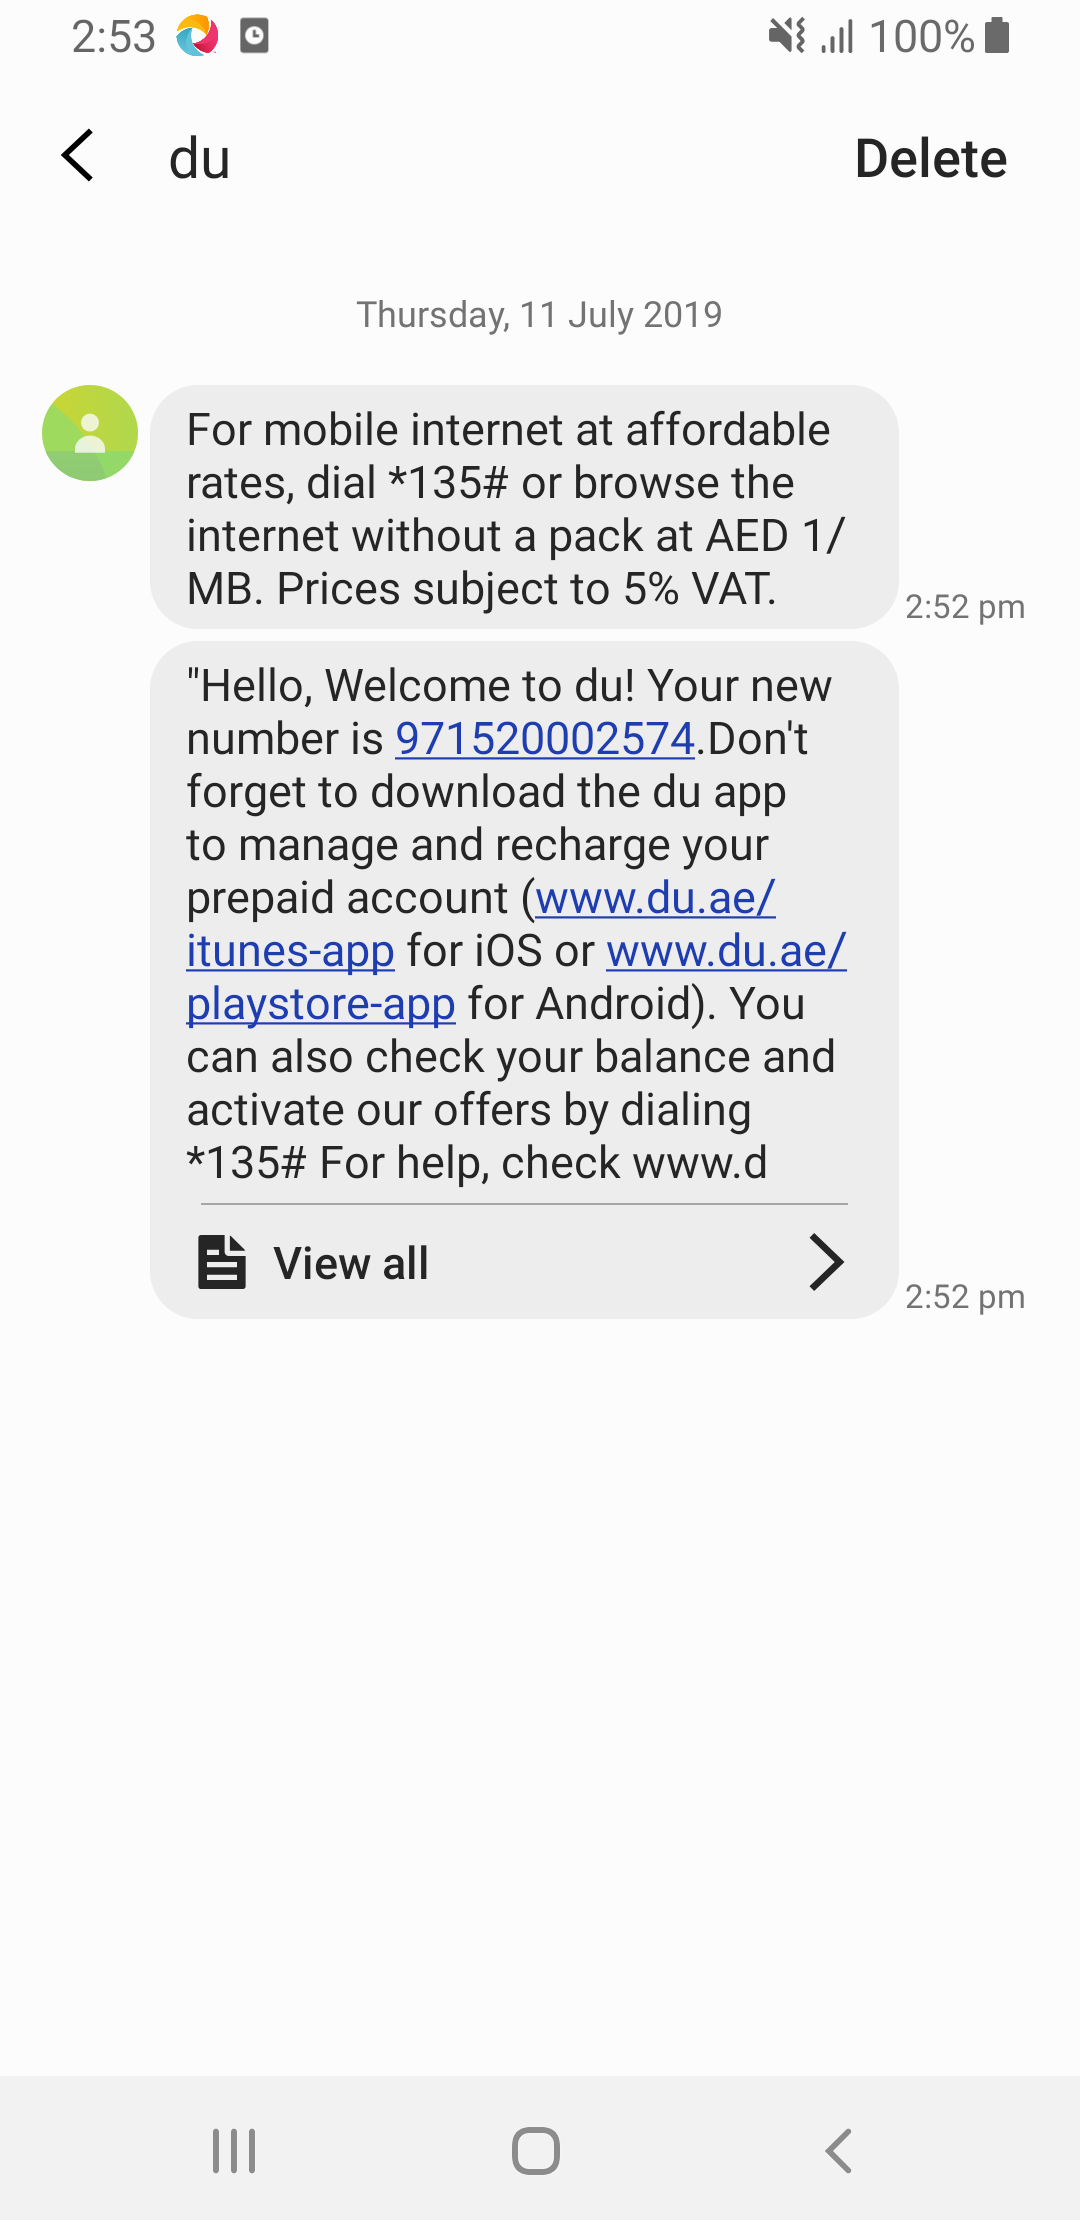 2:53
100%
du
Delete
Thursday, 11 July 2019
For mobile internet at affordable
rates, dial *135# or browse the
internet without a pack at AED 1/
MB. Prices subject to 5% VAT.
2:52 pm
"Hello, Welcome to du! Your new
number is 971520002574.Don't
forget to download the du app
to manage and recharge your
prepaid account (www.du.ae/
itunes-app for iOS or www.du.ae/
playstore-app for Android). You
can also check your balance and
activate our offers by dialing
*135# For help, check www.d
View all
2:52 pm